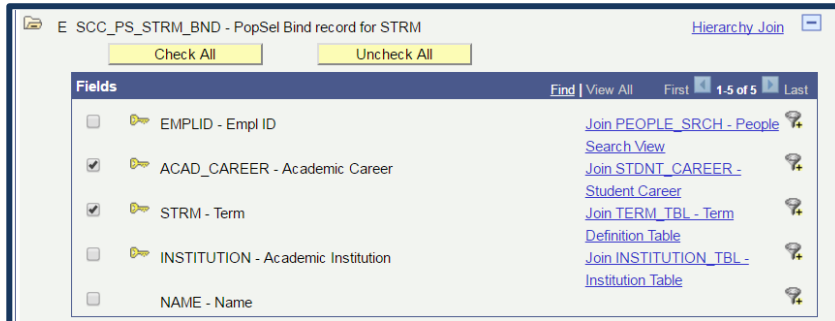 E SCC_PS_STRM_BND - PopSel Bind record for STRM Hierarchy Join
Check All Uncheck All
Fields Find | View All First 1-5 of 5 Last
EMPLID - Empl ID Join PEOPLE_SRCH - People
Search View
ACAD_CAREER - Academic Career Join STDNT_CAREER -
Student Career
STRM - Term Join TERM_TBL - Term
Definition Table
INSTITUTION - Academic Institution Join INSTITUTION_TBL -
Institution Table
NAME - Name